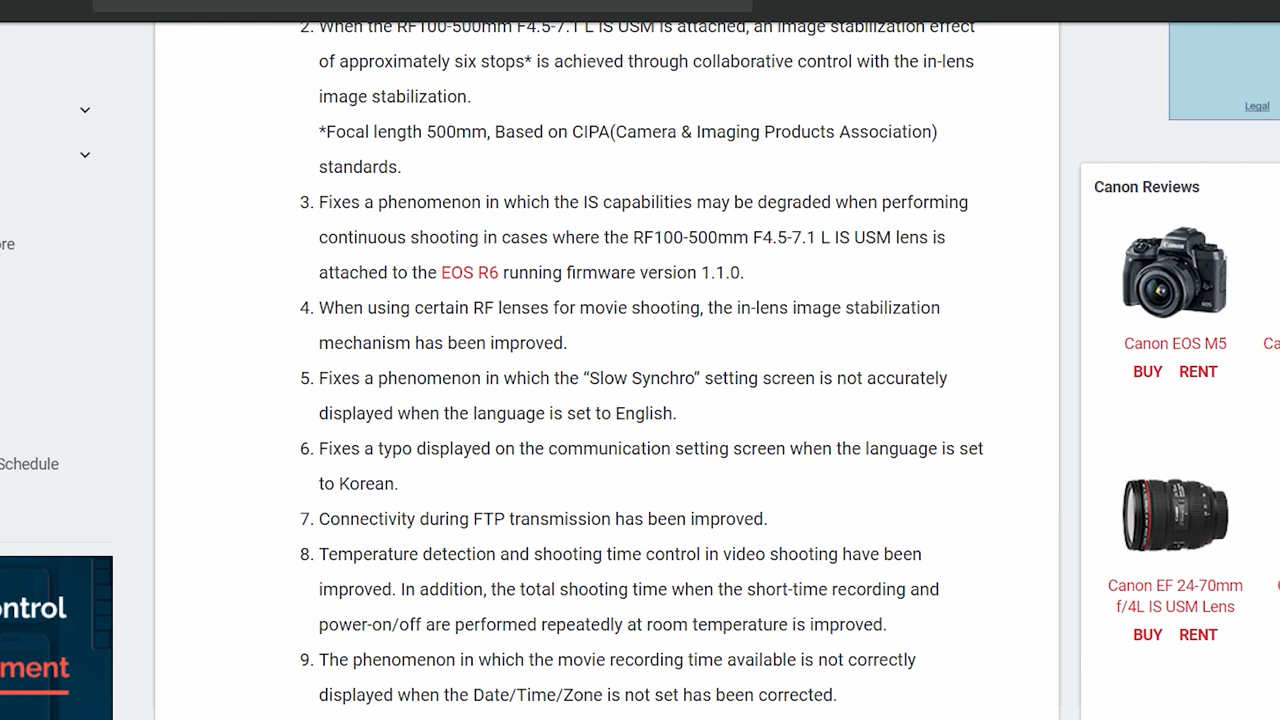 2. When the RF100-500mm F4.5-7.1 L IS USM is attached, an image stabilization effect
of approximately six stops* is achieved through collaborative control with the in-lens
image stabilization.
*Focal length 500mm, Based on CIPA(Camera & Imaging Products Association)
standards.
3. Fixes a phenomenon in which the IS capabilities may be degraded when performing
continuous shooting in cases where the RF100-500mm F4.5-7.1 L IS USM lens is
attached to the EOS R6 running firmware version 1.1.0.
4. When using certain RF lenses for movie shooting, the in-lens image stabilization
mechanism has been improved.
5. Fixes a phenomenon in which the “Slow Synchro” setting screen is not accurately
displayed when the language is set to English.
6. Fixes a typo displayed on the communication setting screen when the language is set
to Korean.
7. Connectivity during FTP transmission has been improved.
8. Temperature detection and shooting time control in video shooting have been
improved. In addition, the total shooting time when the short-time recording and
power-on/off are performed repeatedly at room temperature is improved.
9. The phenomenon in which the movie recording time available is not correctly
displayed when the Date/Time/Zone is not set has been corrected.
ore
Schedule
ontrol
ment
Legal
Canon Reviews
Canon EOS M5
BUY RENT
Ca
Canon EF 24-70mm
f/4L IS USM Lens
BUY RENT